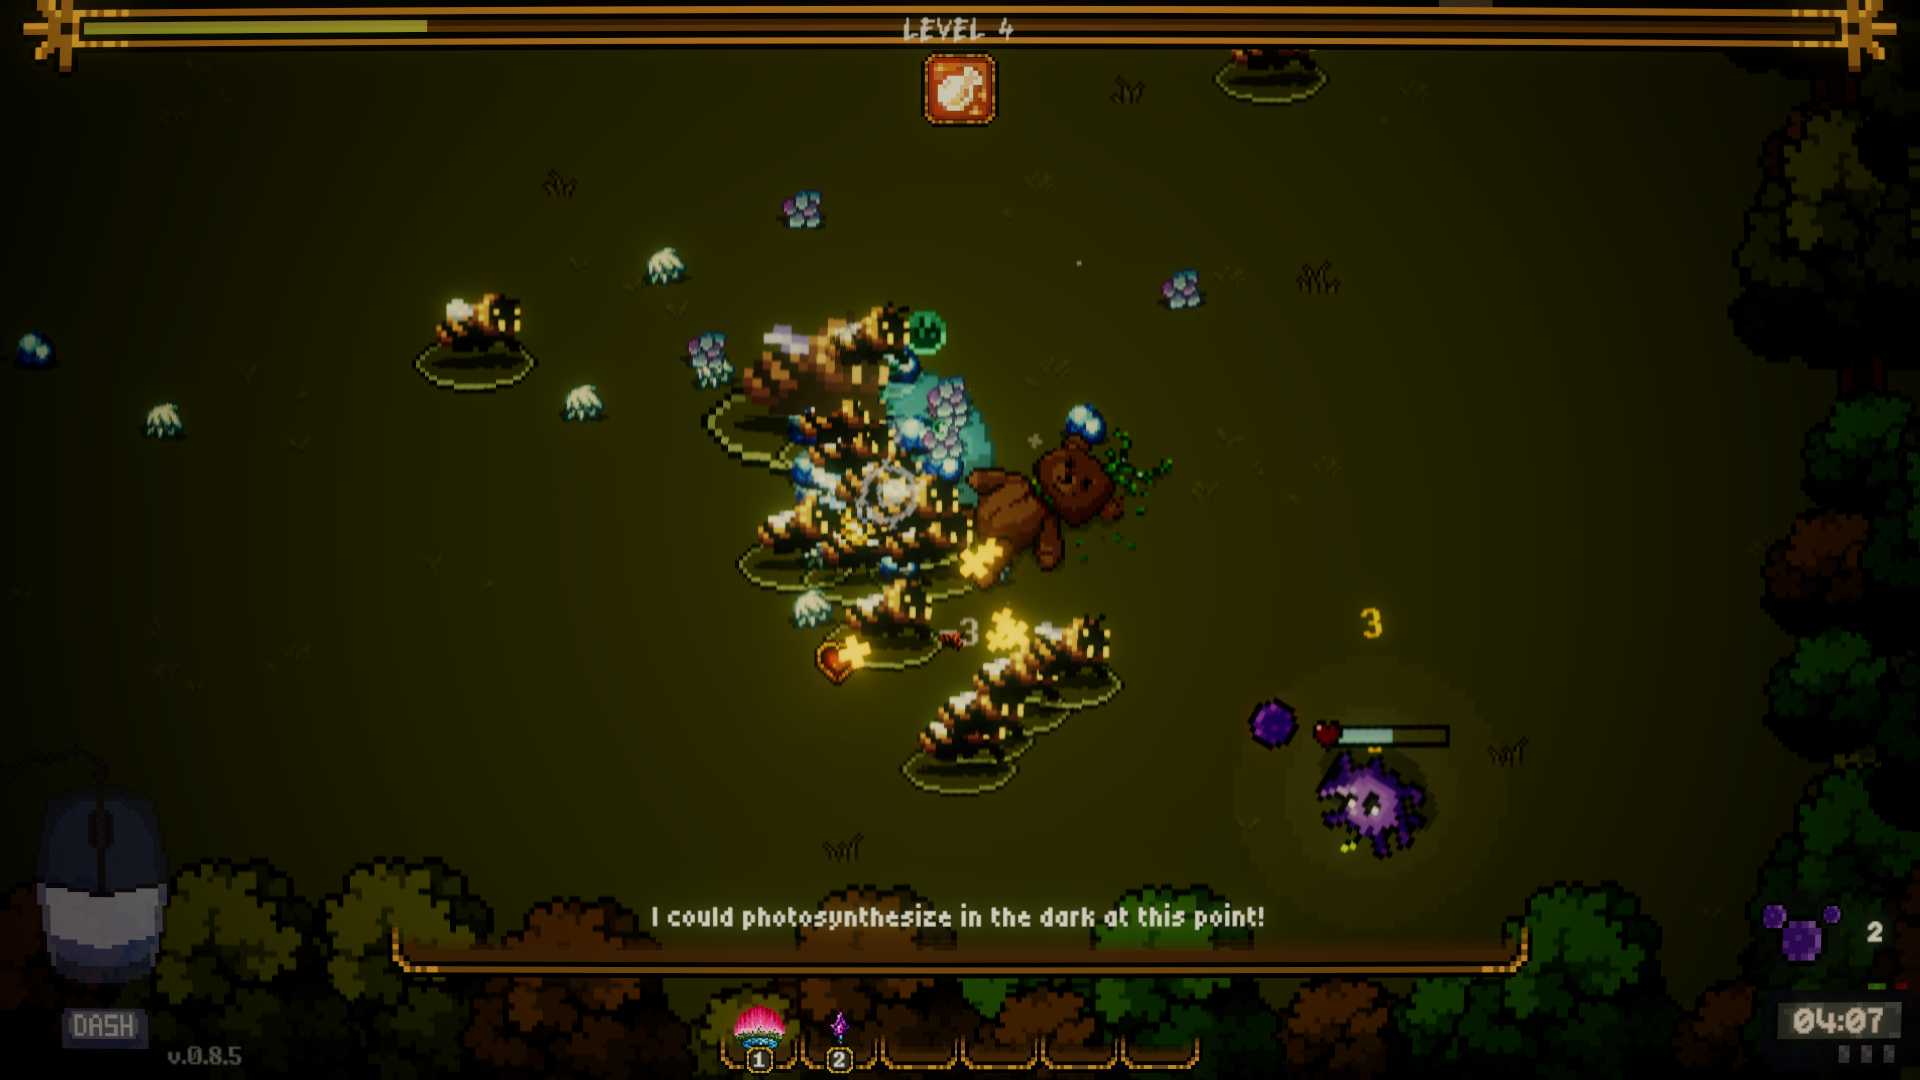 LEVEL 4
3
3
I could photosynthesize in the dark at this point!
2
DASH
04:07
v.0.8.5
1
2